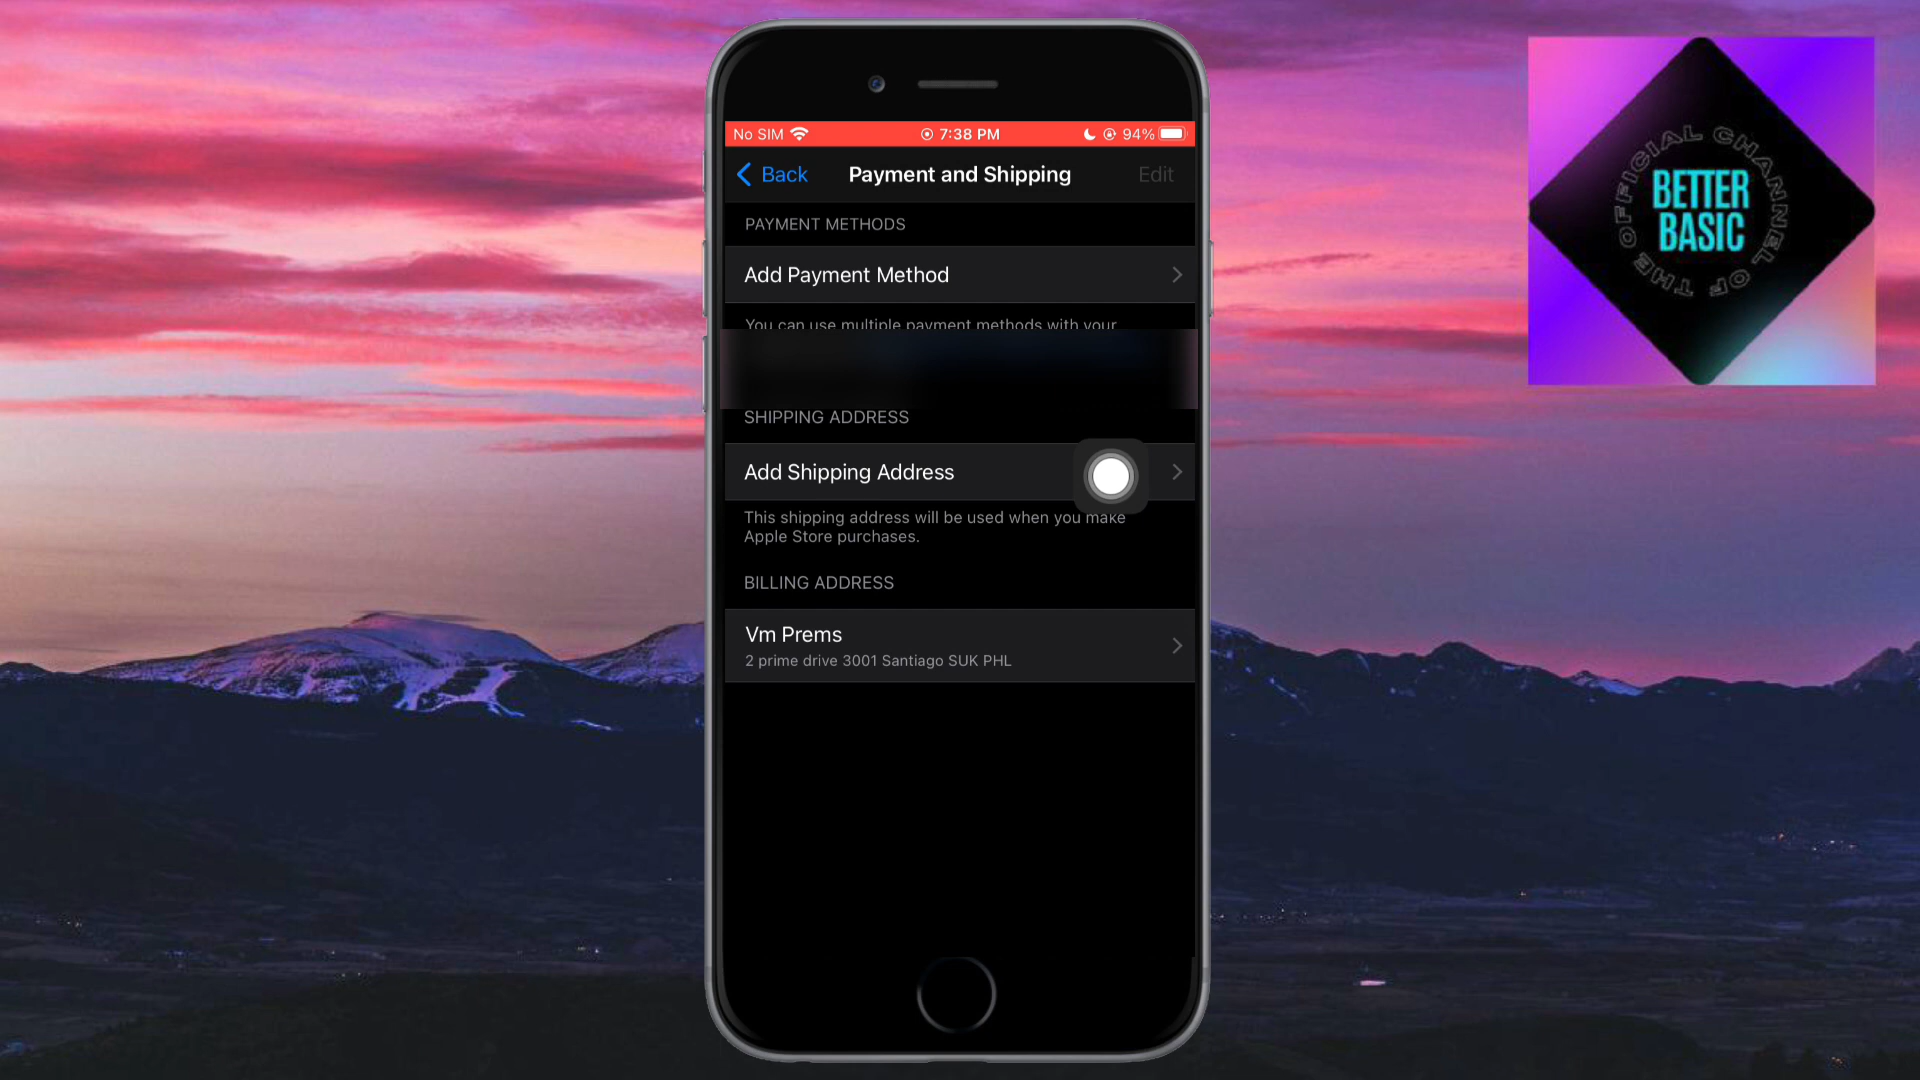 No SIM 7:38 PM 94%
Back Payment and Shipping Edit
PAYMENT METHODS
Add Payment Method
You can use multiple payment methods with your
SHIPPING ADDRESS
Add Shipping Address
This shipping address will be used when you make
Apple Store purchases.
BILLING ADDRESS
Vm Prems
2 prime drive 3001 Santiago SUK PHL
OFFICIAL CHANNEL OF THE
BETTER
BASIC